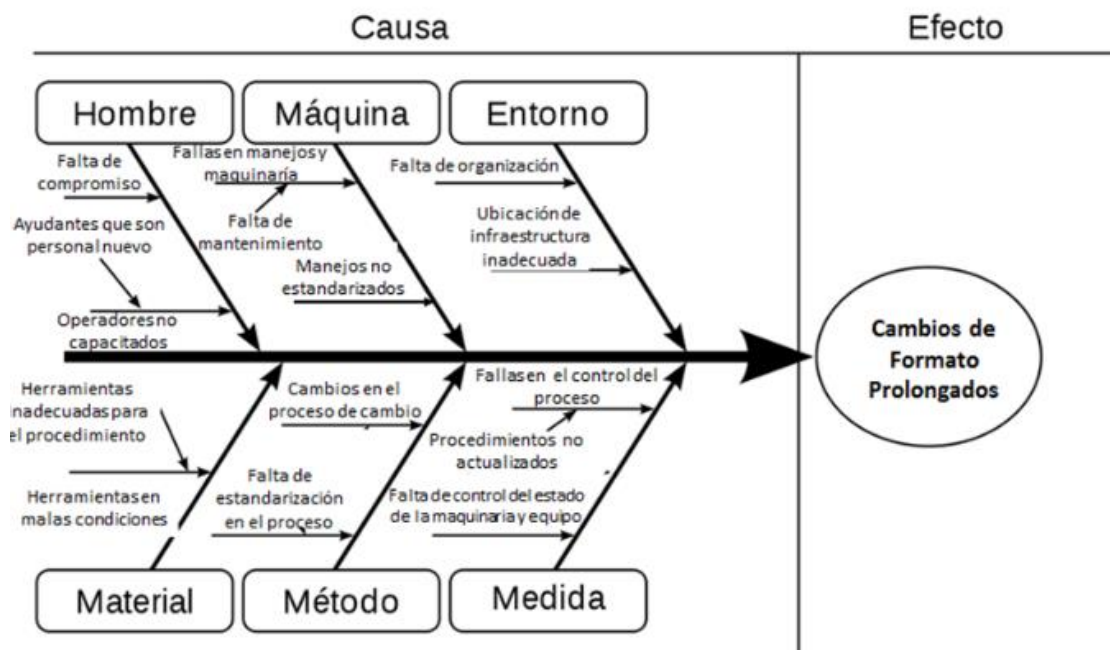 Causa
Efecto
Hombre
Máquina
Entorno
Falta de
compromiso
Ayudantes que son
personal nuevo
Operadores no
capacitados
Fallas en manejos y
maquinaría
Falta de
mantenimiento
Manejos no
estandarizados
Falta de organización
Ubicación de
infraestructura
inadecuada
Cambios de
Formato
Prolongados
Herramientas
inadecuadas para
el procedimiento
Herramientas en
malas condiciones
Cambios en el
proceso de cambio
Falta de
estandarización
en el proceso
Fallas en el control del
proceso
Procedimientos no
actualizados
Falta de control del estado
de la maquinaria y equipo
Material
Método
Medida